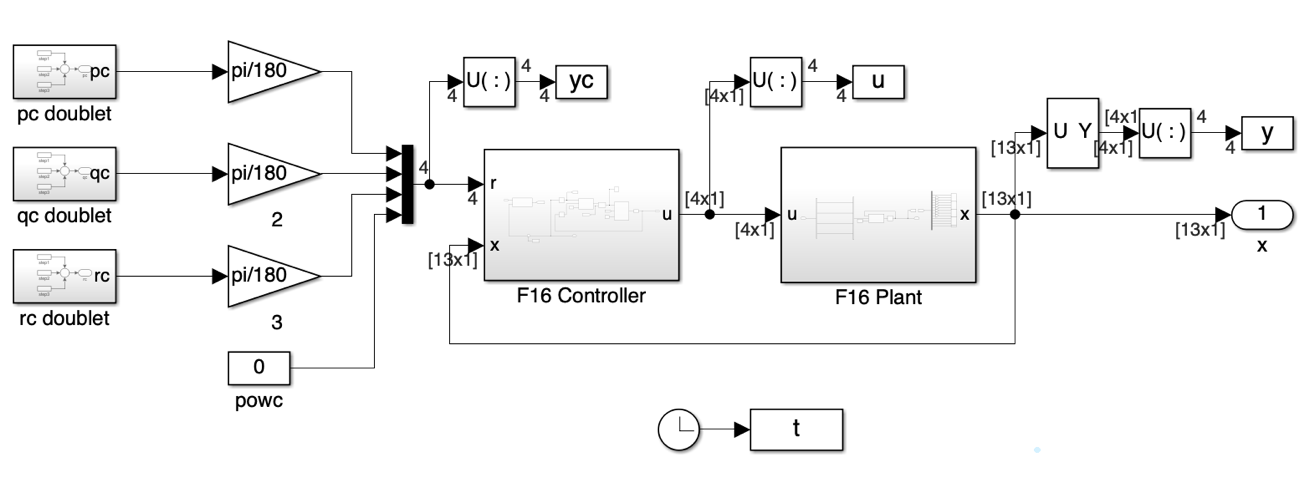 pc
pc doublet
pi/180
qc
qc doublet
pi/180
2
rc
rc doublet
pi/180
3
0
powc
4
4
U( : )
4
4
yc
4
4
r
x
u
[13x1]
F16 Controller
[4x1]
[4x1]
U( : )
4
4
u
[4x1]
[4x1]
u
x
F16 Plant
[13x1]
[13x1]
U Y
[4x1
[4x1]
U( : )
4
4
y
[13x1]
1
x
t